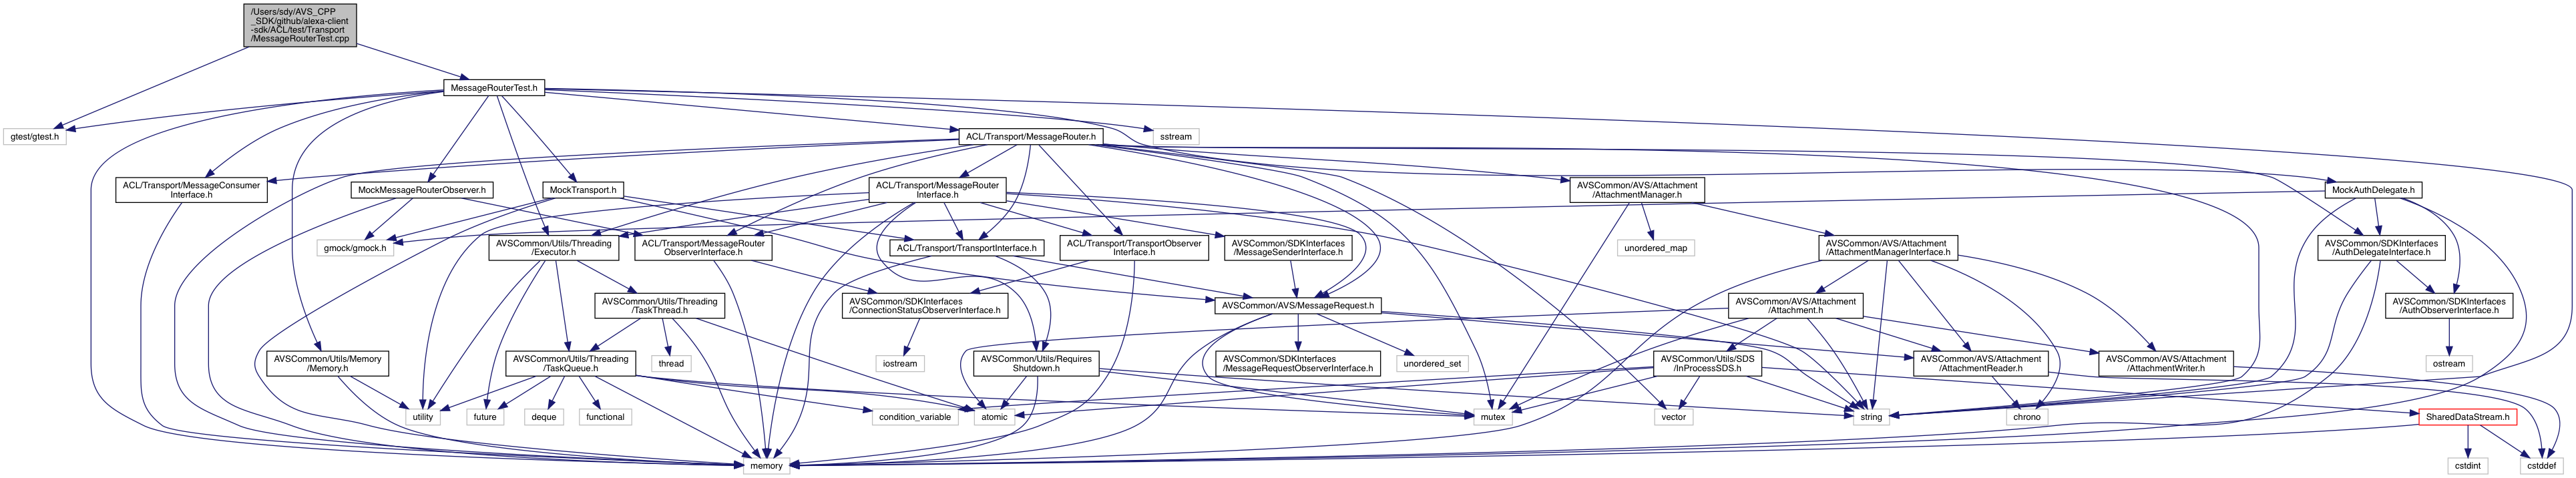 /Users/sdy/AVS_CPP
_SDK/github/alexa-client
-sdk/ACL/test/Transport
/MessageRouterTest.cpp
MessageRouterTest.h
gtest/gtest.h
ACL/Transport/MessageRouter.h
sstream
ACL/Transport/MessageConsumer
Interface.h
MockMessageRouterObserver.h
MockTransport.h
ACL/Transport/MessageRouter
Interface.h
AVSCommon/AVS/Attachment
/AttachmentManager.h
MockAuthDelegate.h
gmock/gmock.h
AVSCommon/Utils/Threading
/Executor.h
ACL/Transport/MessageRouter
ObserverInterface.h
ACL/Transport/TransportInterface.h
ACL/Transport/TransportObserver
Interface.h
AVSCommon/SDKInterfaces
/MessageSenderInterface.h
unordered_map
AVSCommon/AVS/Attachment
/AttachmentManagerInterface.h
AVSCommon/SDKInterfaces
/AuthDelegateInterface.h
AVSCommon/Utils/Threading
/TaskThread.h
AVSCommon/SDKInterfaces
/ConnectionStatusObserverInterface.h
AVSCommon/AVS/MessageRequest.h
AVSCommon/AVS/Attachment
/Attachment.h
AVSCommon/SDKInterfaces
/AuthObserverInterface.h
AVSCommon/Utils/Memory
/Memory.h
AVSCommon/Utils/Threading
/TaskQueue.h
thread
iostream
AVSCommon/Utils/Requires
Shutdown.h
AVSCommon/SDKInterfaces
/MessageRequestObserverInterface.h
unordered_set
AVSCommon/Utils/SDS
/InProcessSDS.h
AVSCommon/AVS/Attachment
/AttachmentReader.h
AVSCommon/AVS/Attachment
/AttachmentWriter.h
ostream
utility
future
deque
functional
condition_variable
atomic
mutex
vector
string
chrono
SharedDataStream.h
memory
cstdint
cstddef